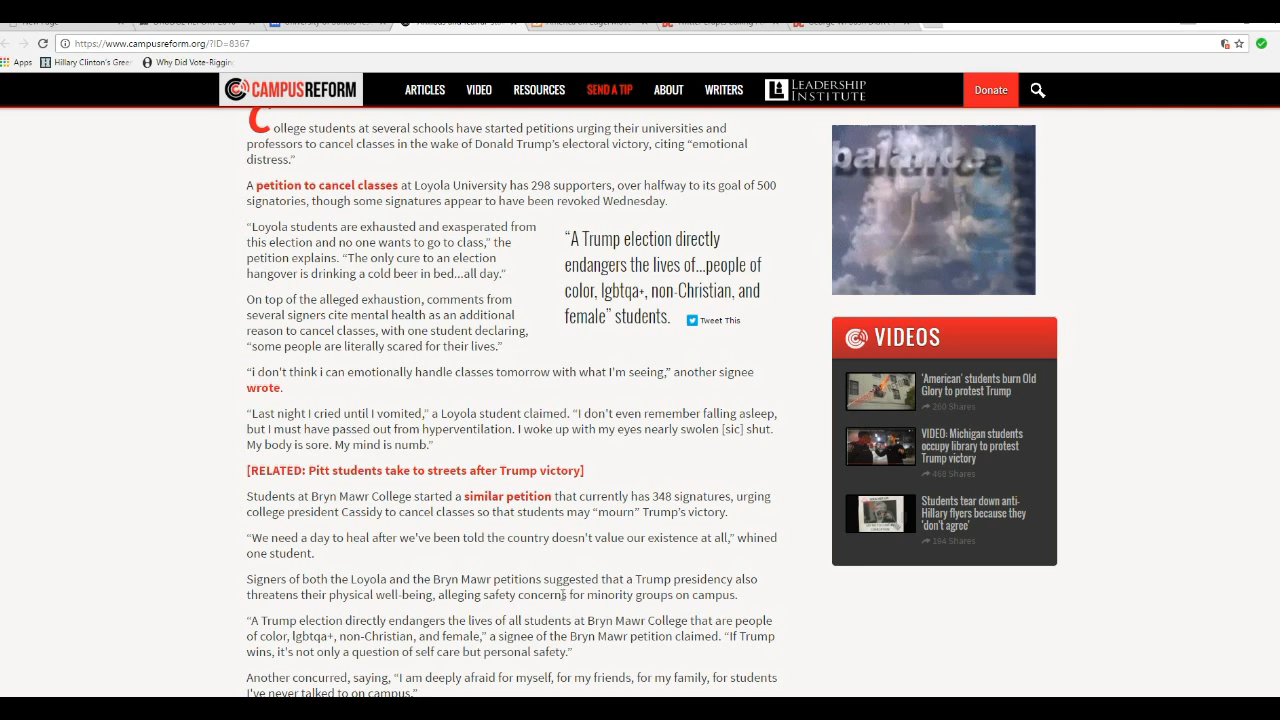 https://www.campusreform.org/?ID=8367
Apps
Hillary Clinton's Gree
Why Did Vote-Riggin
CAMPUSREFORM
ARTICLES
VIDEO
RESOURCES
SEND A TIP
ABOUT
WRITERS
LEADERSHIP
INSTITUTE
Donate
College students at several schools have started petitions urging their universities and
professors to cancel classes in the wake of Donald Trump's electoral victory, citing “emotional
distress.”
A petition to cancel classes at Loyola University has 298 supporters, over halfway to its goal of 500
signatories, though some signatures appear to have been revoked Wednesday.
“Loyola students are exhausted and exasperated from
this election and no one wants to go to class,” the
petition explains. “The only cure to an election
hangover is drinking a cold beer in bed...all day.”
On top of the alleged exhaustion, comments from
several signers cite mental health as an additional
reason to cancel classes, with one student declaring,
“some people are literally scared for their lives.”
“A Trump election directly
endangers the lives of...people of
color, lgbtqa+, non-Christian, and
female” students.
Tweet This
“i don't think i can emotionally handle classes tomorrow with what I'm seeing,” another signee
wrote.
“Last night I cried until I vomited,” a Loyola student claimed. “I don't even remember falling asleep,
but I must have passed out from hyperventilation. I woke up with my eyes nearly swolen [sic] shut.
My body is sore. My mind is numb.”
[RELATED: Pitt students take to streets after Trump victory]
Students at Bryn Mawr College started a similar petition that currently has 348 signatures, urging
college president Cassidy to cancel classes so that students may “mourn” Trump's victory.
“We need a day to heal after we've been told the country doesn't value our existence at all,” whined
one student.
Signers of both the Loyola and the Bryn Mawr petitions suggested that a Trump presidency also
threatens their physical well-being, alleging safety concerns for minority groups on campus.
“A Trump election directly endangers the lives of all students at Bryn Mawr College that are people
of color, lgbtqa+, non-Christian, and female,” a signee of the Bryn Mawr petition claimed. “If Trump
wins, it's not only a question of self care but personal safety.”
Another concurred, saying, “I am deeply afraid for myself, for my friends, for my family, for students
I've never talked to on campus.”
balance
VIDEOS
'American' students burn Old
Glory to protest Trump
260 Shares
VIDEO: Michigan students
occupy library to protest
Trump victory
468 Shares
Students tear down anti-
Hillary flyers because they
'don't agree'
194 Shares